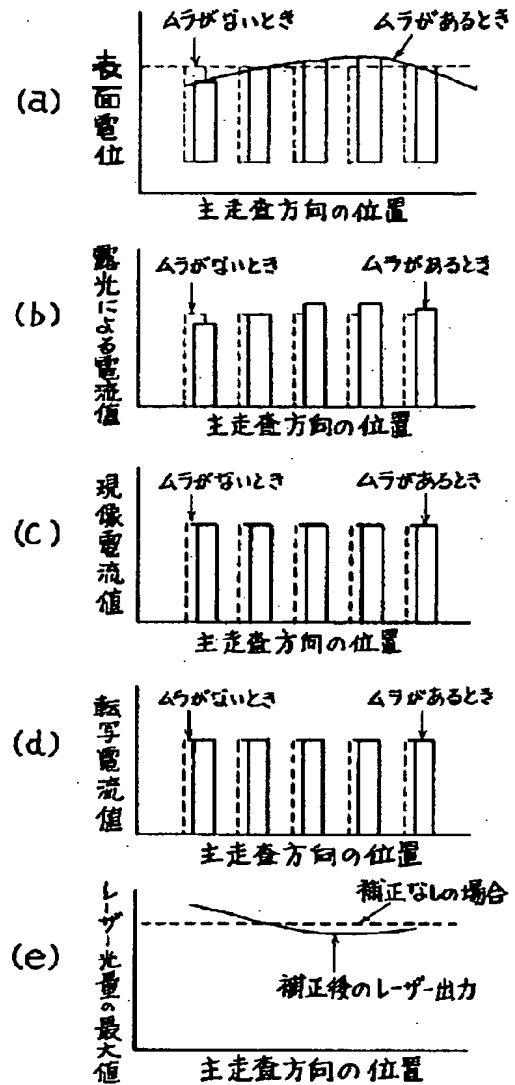 ムラがないとき ムラがあるとき
(a)
表面電位
主走査方向の位置
ムラがないとき ムラがあるとき
(b)
露光による電流値
主走査方向の位置
ムラがないとき ムラがあるとき
(c)
現像電流値
主走査方向の位置
ムラがないとき ムラがあるとき
(d)
転写電流値
主走査方向の位置
補正なしの場合
(e)
レーザー光量の最大値
補正後のレーザー出力
主走査方向の位置